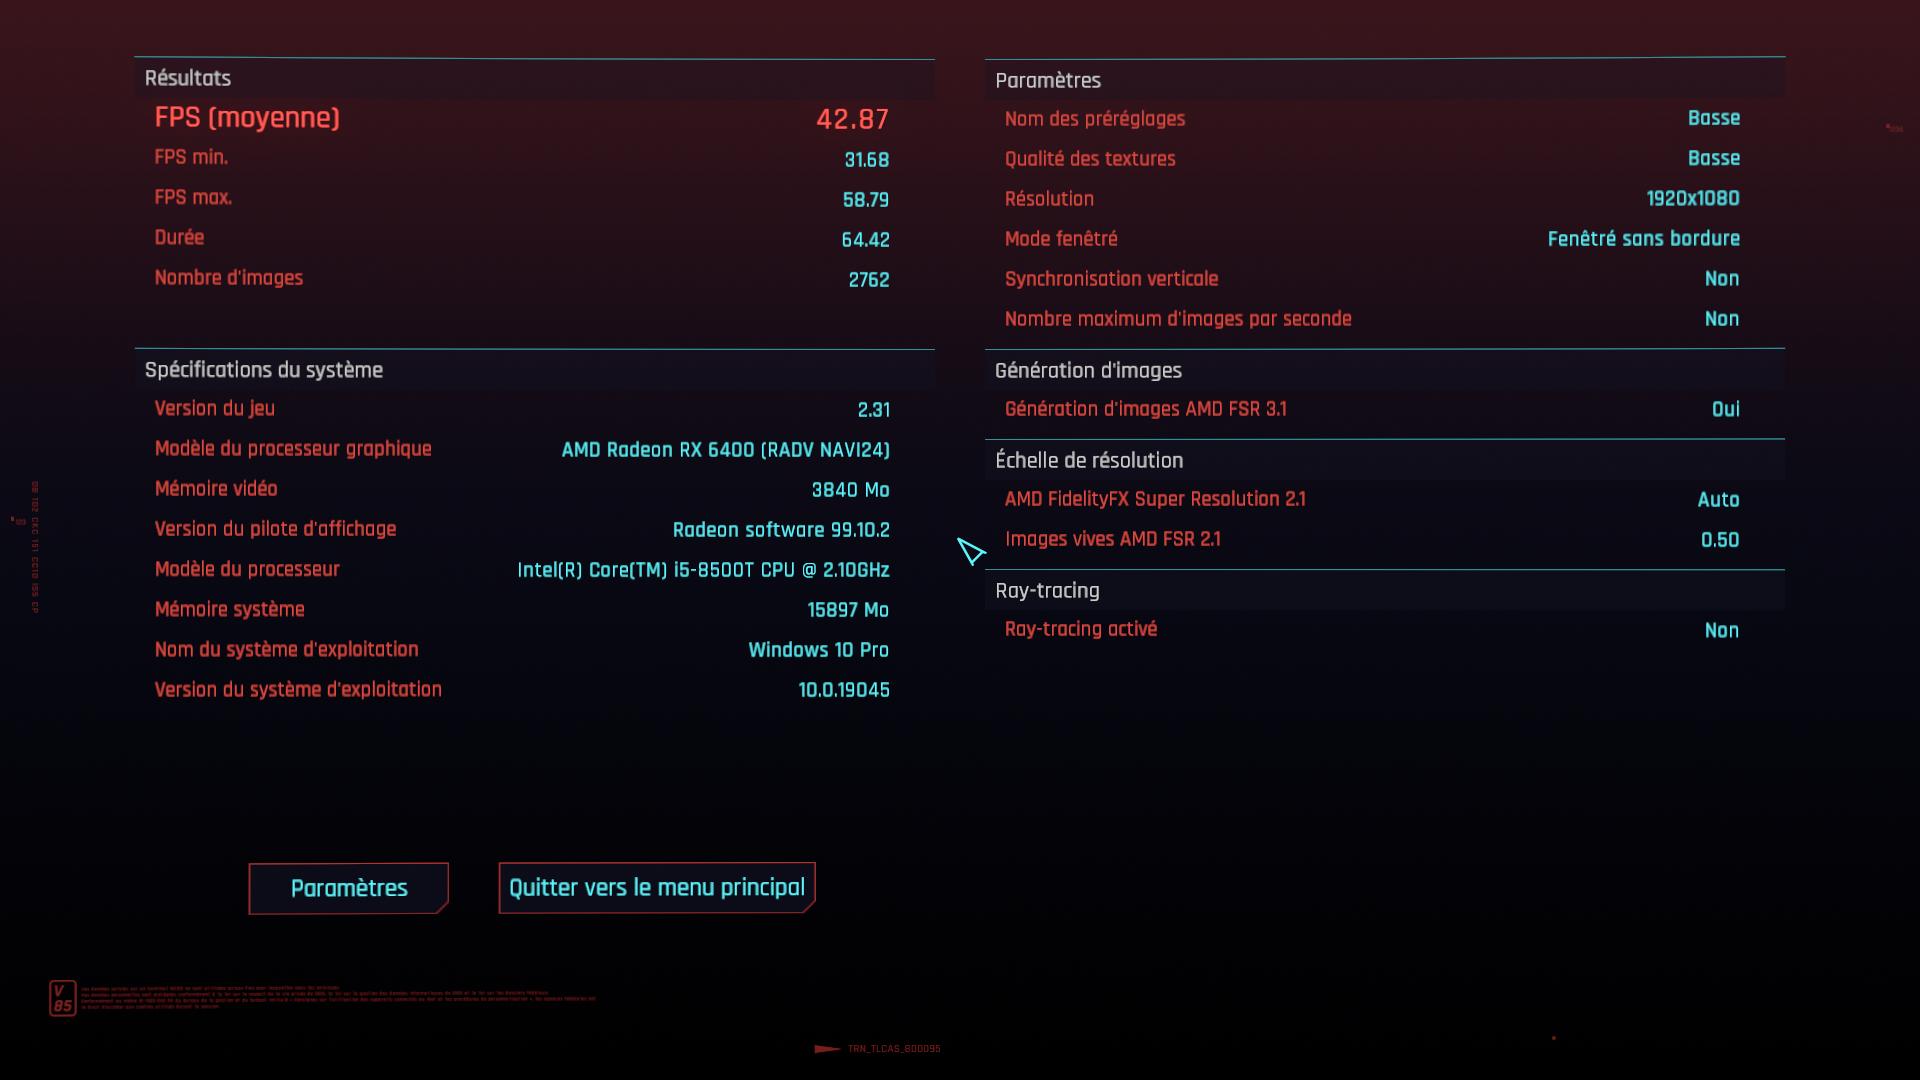 Résultats
FPS (moyenne) 42.87
FPS min. 31.68
FPS max. 58.79
Durée 64.42
Nombre d'images 2762
Spécifications du système
Version du jeu 2.31
Modèle du processeur graphique AMD Radeon RX 6400 (RADV NAVI24)
Mémoire vidéo 3840 Mo
Version du pilote d'affichage Radeon software 99.10.2
Modèle du processeur Intel(R) Core(TM) i5-8500T CPU @ 2.10GHz
Mémoire système 15897 Mo
Nom du système d'exploitation Windows 10 Pro
Version du système d'exploitation 10.0.19045
Paramètres
Nom des préréglages Basse
Qualité des textures Basse
Résolution 1920x1080
Mode fenêtré Fenêtré sans bordure
Synchronisation verticale Non
Nombre maximum d'images par seconde Non
Génération d'images
Génération d'images AMD FSR 3.1 Oui
Échelle de résolution
AMD FidelityFX Super Resolution 2.1 Auto
Images vives AMD FSR 2.1 0.50
Ray-tracing
Ray-tracing activé Non
Paramètres
Quitter vers le menu principal
V
85
TRN_TLCAS_800095